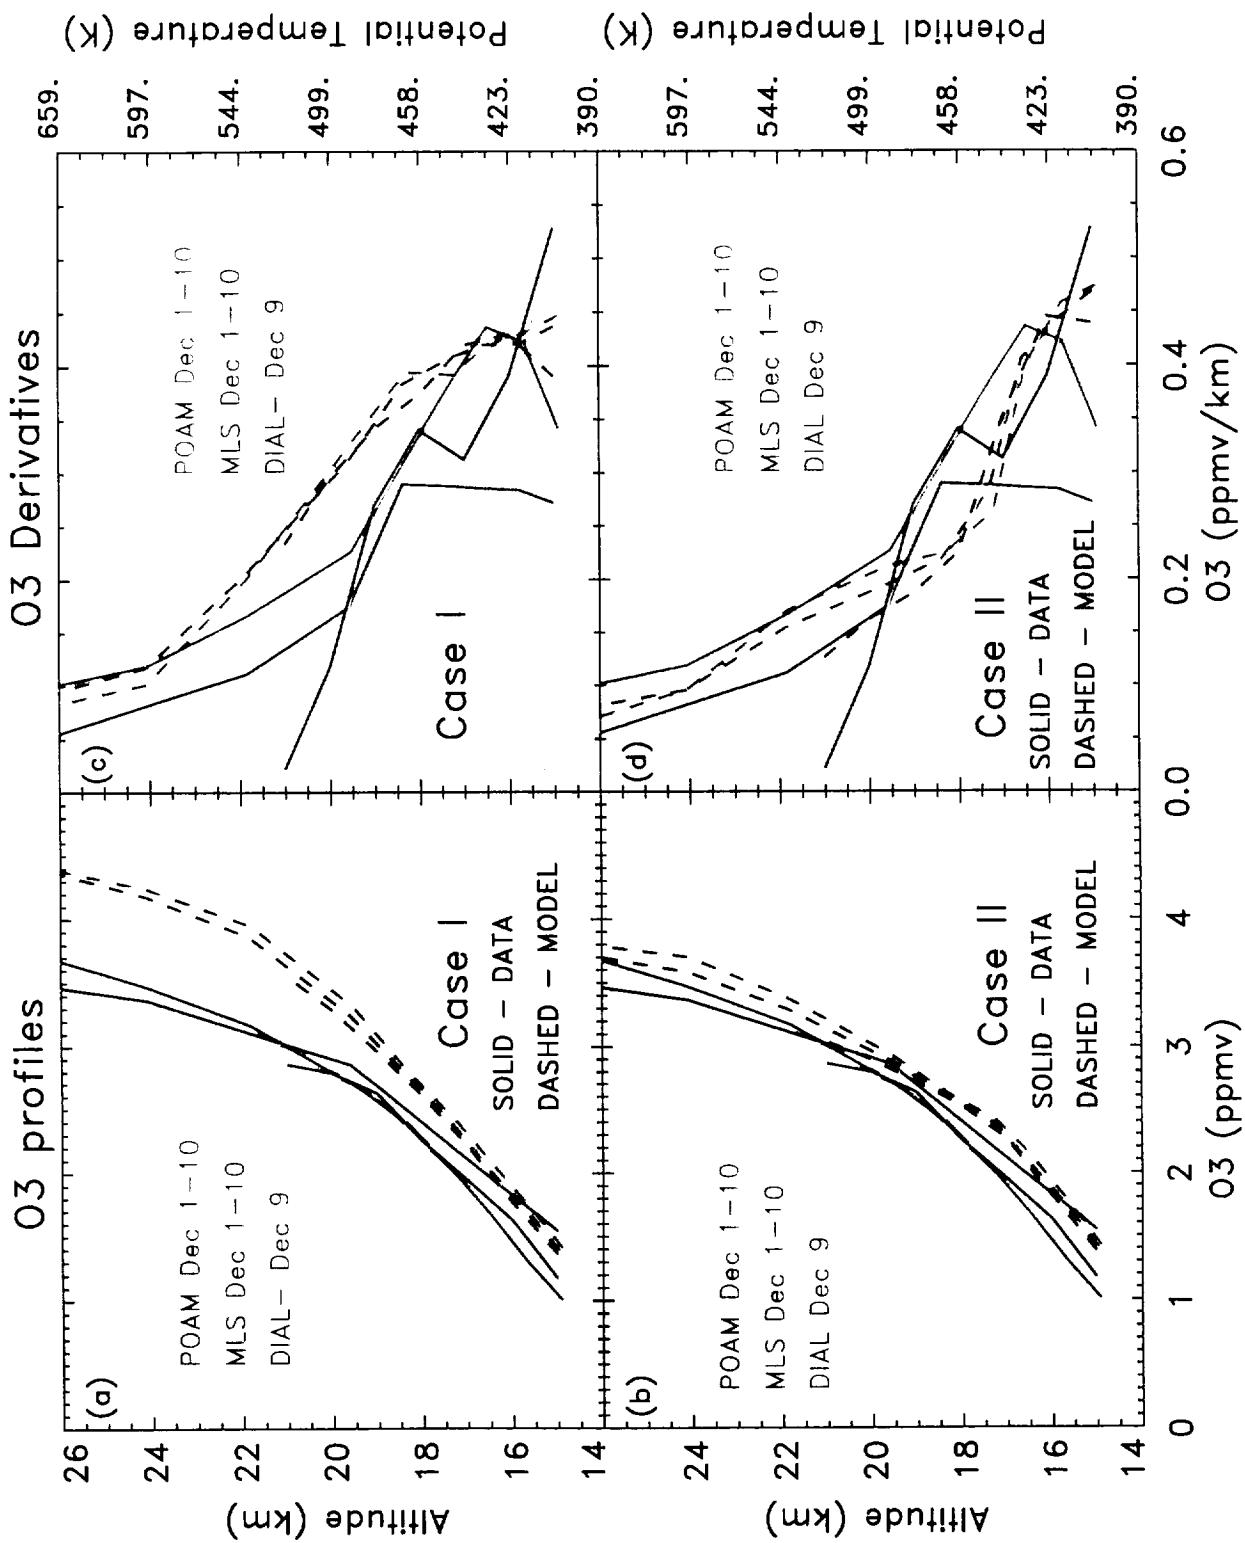 O3 profiles
O3 Derivatives
(a)
POAM Dec 1-10
MLS Dec 1-10
DIAL- Dec 9
Case I
SOLID - DATA
DASHED - MODEL
Altitude (km)
26
24
22
20
18
16
14
(c)
POAM Dec 1-10
MLS Dec 1-10
DIAL- Dec 9
Case I
659.
597.
544.
499.
458.
423.
390.
Potential Temperature (K)
(b)
POAM Dec 1-10
MLS Dec 1-10
DIAL Dec 9
Case II
SOLID - DATA
DASHED - MODEL
Altitude (km)
24
22
20
18
16
14
0
1
2
3
4
O3 (ppmv)
(d)
POAM Dec 1-10
MLS Dec 1-10
DIAL Dec 9
Case II
SOLID - DATA
DASHED - MODEL
597.
544.
499.
458.
423.
390.
Potential Temperature (K)
0.0
0.2
0.4
0.6
O3 (ppmv/km)